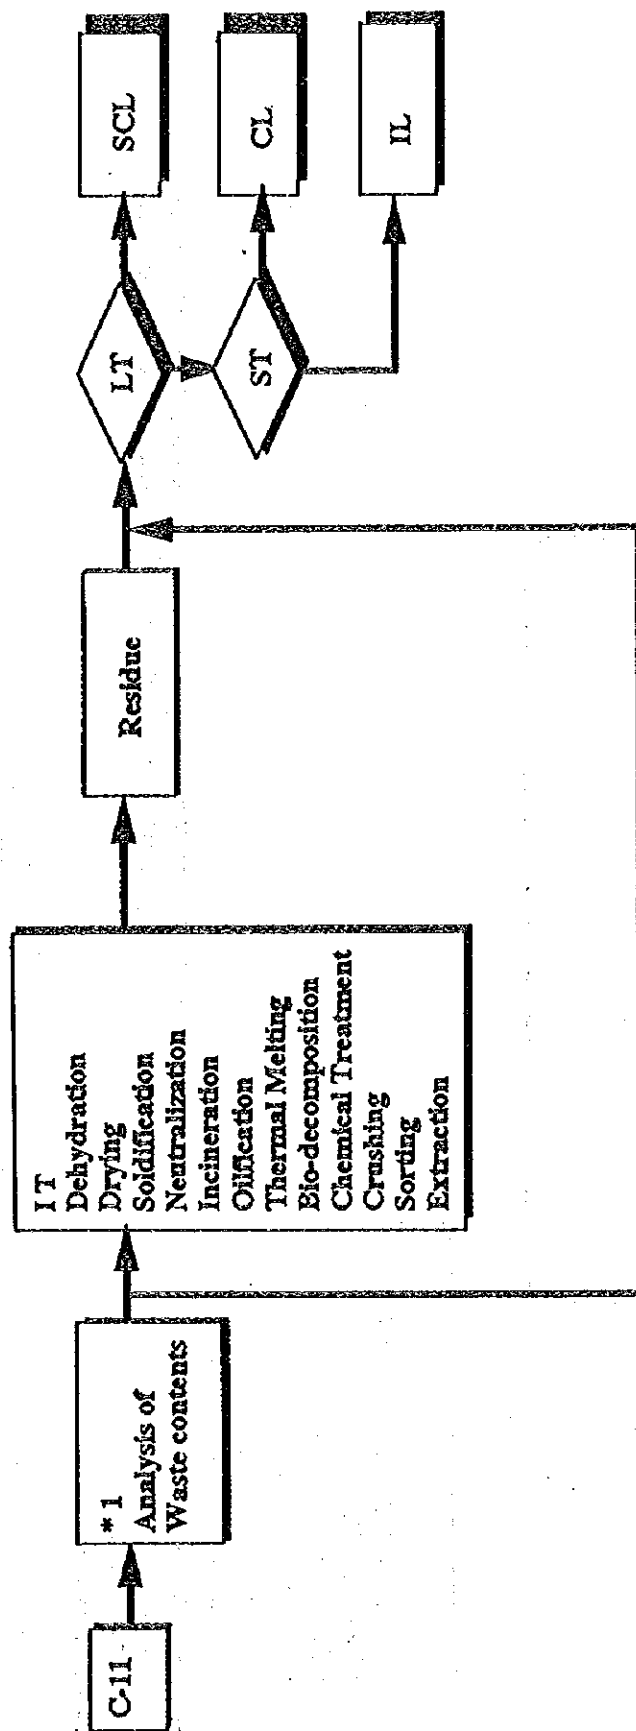 C-11
* 1
Analysis of
Waste contents
I T
Dehydration
Drying
Soldification
Neutralization
Incineration
Oilfication
Thermal Melting
Bio-decomposition
Chemical Treatment
Crushing
Sorting
Extraction
Residue
LT
SCL
ST
CL
IL